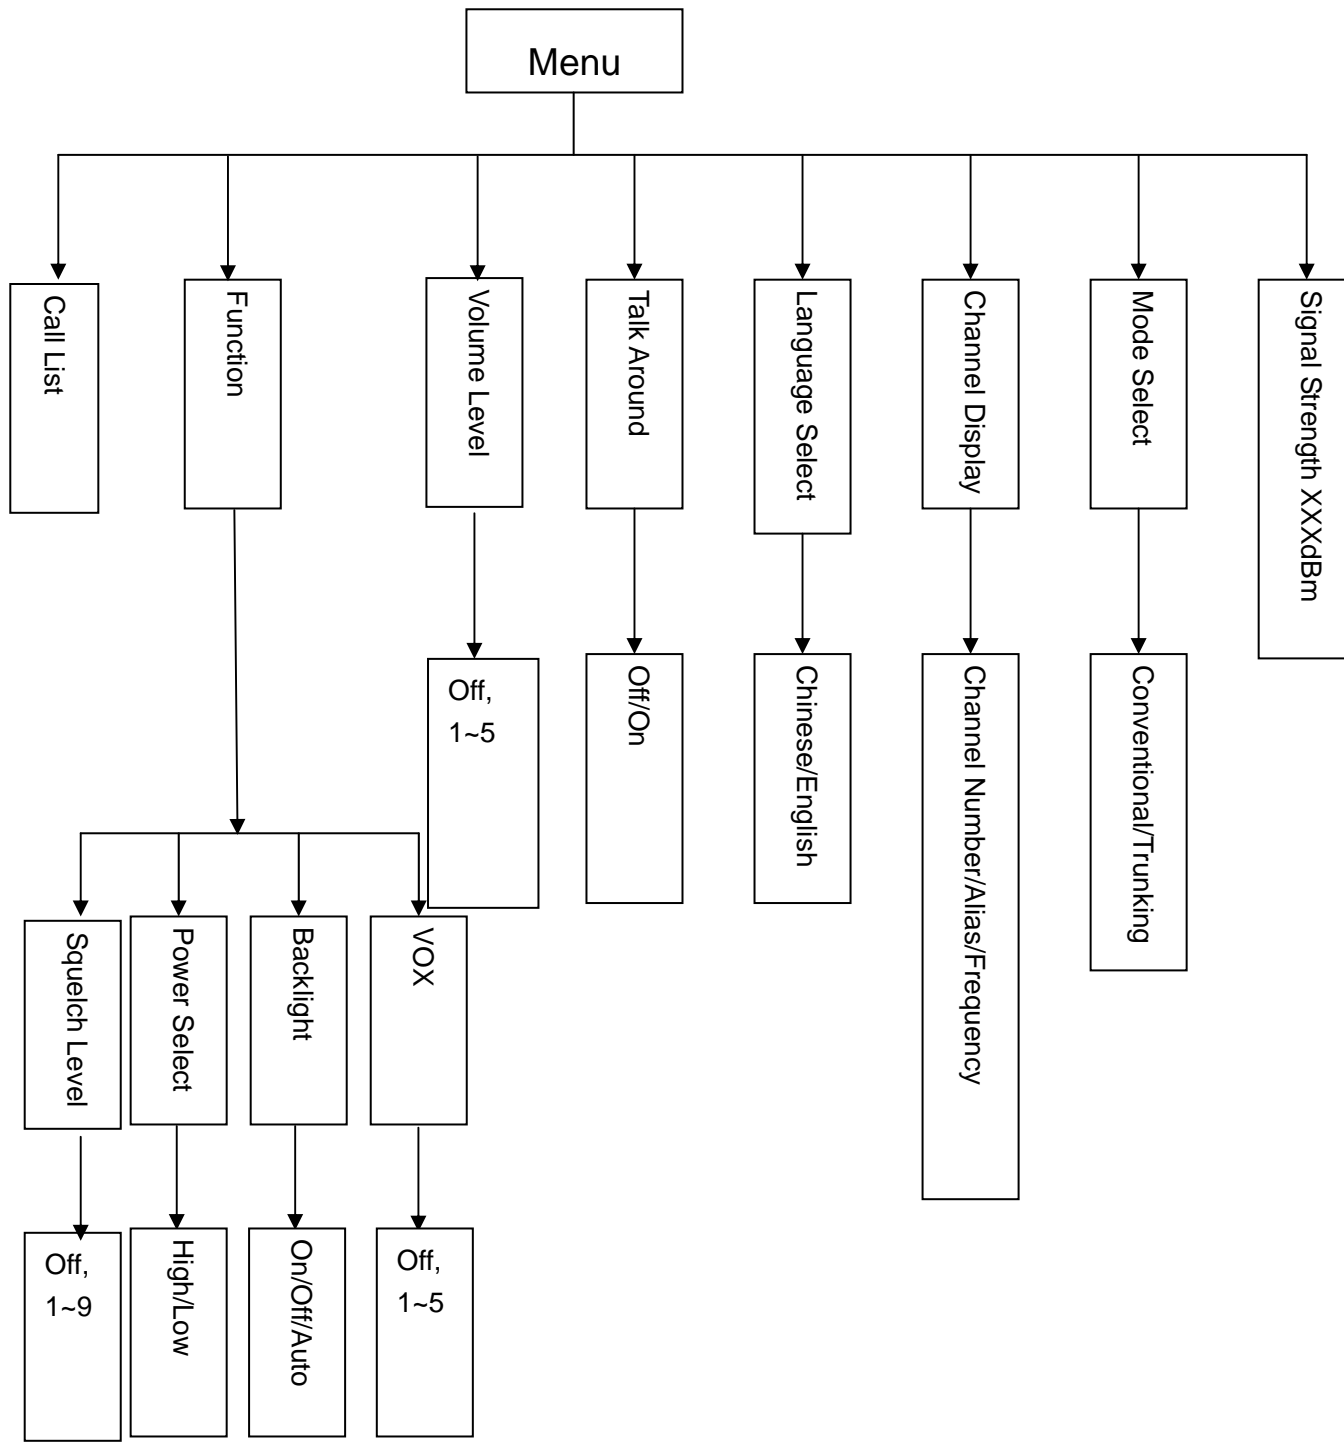 Menu
Call List
Function
Volume Level
Talk Around
Language Select
Channel Display
Mode Select
Signal Strength XXXdBm
Off,
1~5
Off/On
Chinese/English
Channel Number/Alias/Frequency
Conventional/Trunking
Squelch Level
Power Select
Backlight
VOX
Off,
1~9
High/Low
On/Off/Auto
Off,
1~5